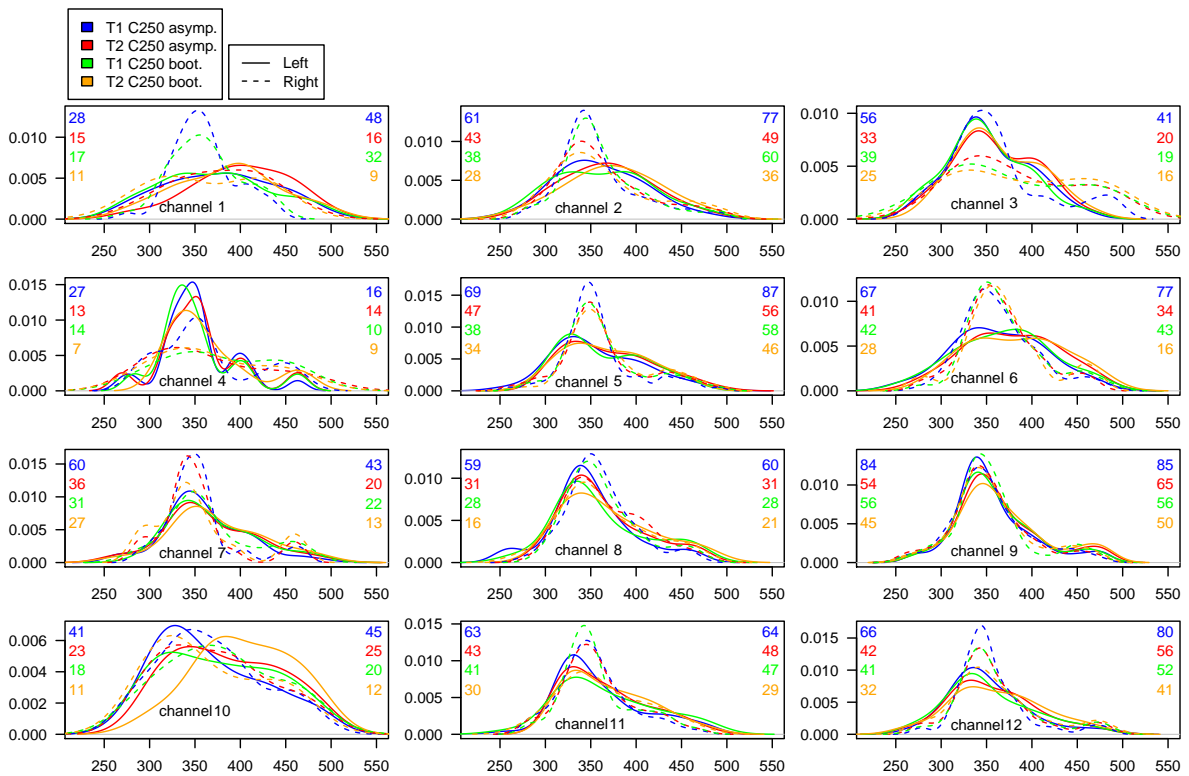 T1 C250 asymp.
T2 C250 asymp.
T1 C250 boot.
T2 C250 boot.
Left
Right
28 48 61 77 56 41
15 16 43 49 33 20
17 32 38 60 39 19
11 9 28 36 25 16
0.010 0.010 0.010
0.005 0.005 0.005
0.000 0.000 0.000
channel 1 channel 2 channel 3
250 300 350 400 450 500 550 250 300 350 400 450 500 550 250 300 350 400 450 500 550
27 16 69 87 67 77
13 14 47 56 41 34
14 10 38 58 42 43
7 9 34 46 28 16
0.015 0.015
0.010 0.010 0.010
0.005 0.005 0.005
0.000 0.000 0.000
channel 4 channel 5 channel 6
250 300 350 400 450 500 550 250 300 350 400 450 500 550 250 300 350 400 450 500 550
60 43 59 60 84 85
36 20 31 31 54 65
31 22 28 28 56 56
27 13 16 21 45 50
0.015
0.010 0.010 0.010
0.005 0.005 0.005
0.000 0.000 0.000
channel 7 channel 8 channel 9
250 300 350 400 450 500 550 250 300 350 400 450 500 550 250 300 350 400 450 500 550
41 45 63 64 66 80
23 25 43 48 42 56
18 20 41 47 41 52
11 12 30 29 32 41
0.006 0.015 0.015
0.004 0.010 0.010
0.002 0.005 0.005
0.000 0.000 0.000
channel10 channel11 channel12
250 300 350 400 450 500 550 250 300 350 400 450 500 550 250 300 350 400 450 500 550